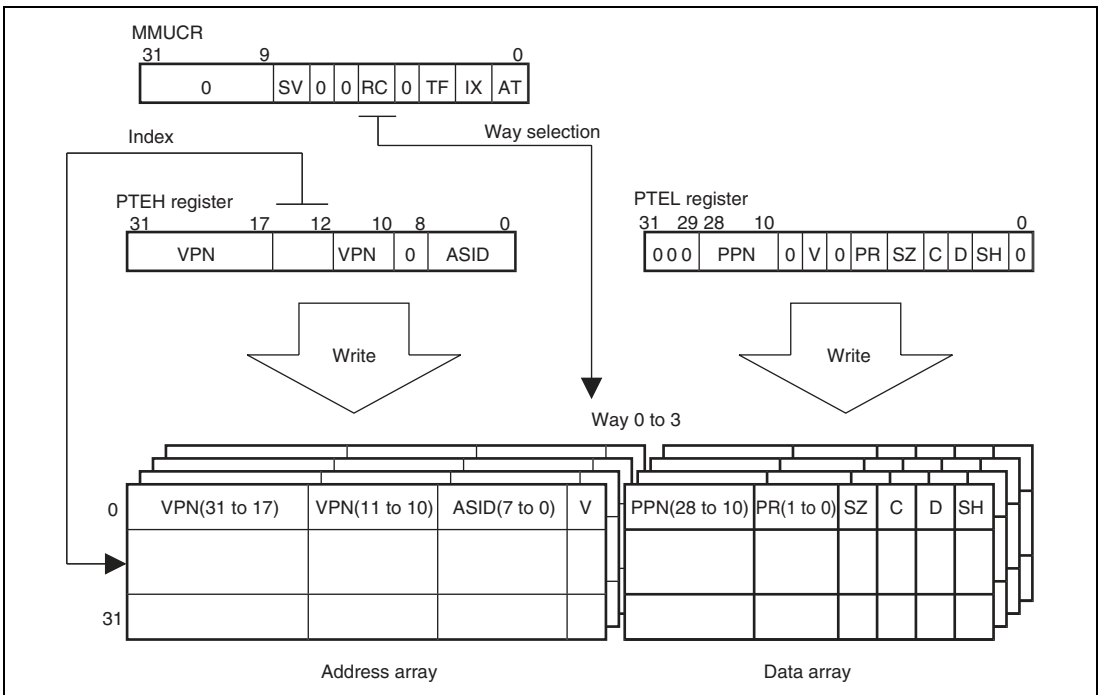 MMUCR
31 9 0
0 SV 0 0 RC 0 TF IX AT
Index
Way selection
PTEH register
31 17 12 10 8 0
VPN VPN 0 ASID
PTEL register
31 29 28 10 0
0 0 0 PPN 0 V 0 PR SZ C D SH 0
Write
Write
Way 0 to 3
0 VPN(31 to 17) VPN(11 to 10) ASID(7 to 0) V
PPN(28 to 10) PR(1 to 0) SZ C D SH
31
Address array
Data array